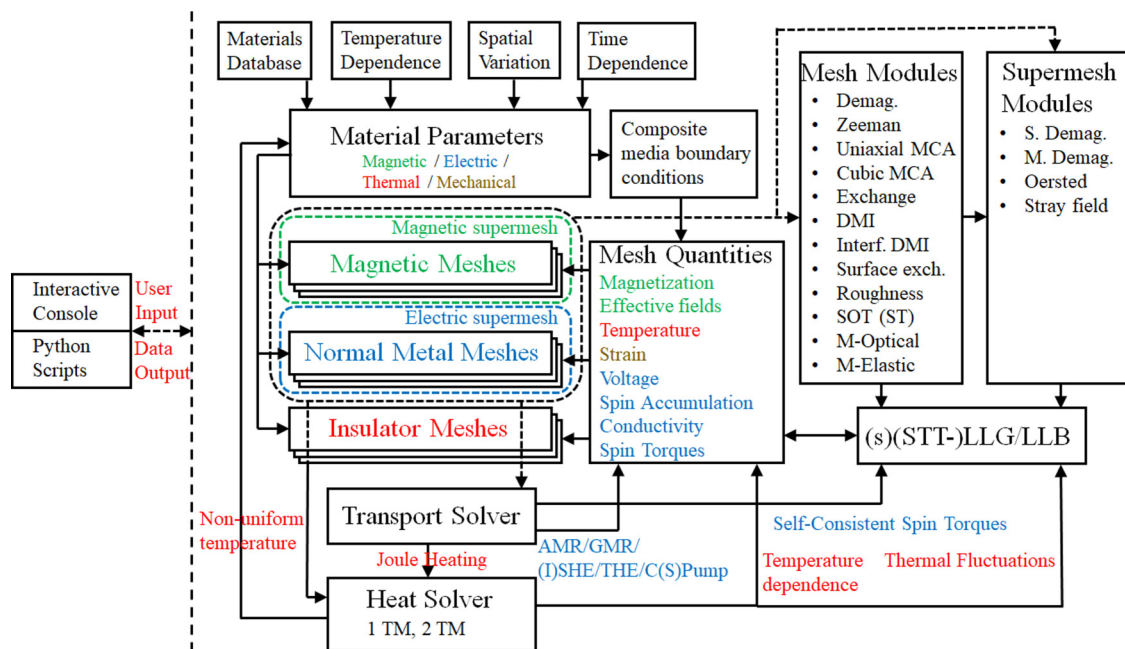 Materials
Database
Temperature
Dependence
Spatial
Variation
Time
Dependence
Material Parameters
Magnetic / Electric /
Thermal / Mechanical
Composite
media boundary
conditions
Mesh Modules
• Demag.
• Zeeman
• Uniaxial MCA
• Cubic MCA
• Exchange
• DMI
• Interf. DMI
• Surface exch.
• Roughness
• SOT (ST)
• M-Optical
• M-Elastic
Supermesh
Modules
• S. Demag.
• M. Demag.
• Oersted
• Stray field
Magnetic supermesh
Magnetic Meshes
Electric supermesh
Normal Metal Meshes
Insulator Meshes
Mesh Quantities
Magnetization
Effective fields
Temperature
Strain
Voltage
Spin Accumulation
Conductivity
Spin Torques
Interactive
Console
Python
Scripts
User
Input
Data
Output
(s)(STT-)LLG/LLB
Transport Solver
Non-uniform
temperature
Joule Heating
AMR/GMR/
(I)SHE/THE/C(S)Pump
Self-Consistent Spin Torques
Temperature
dependence
Thermal Fluctuations
Heat Solver
1 TM, 2 TM